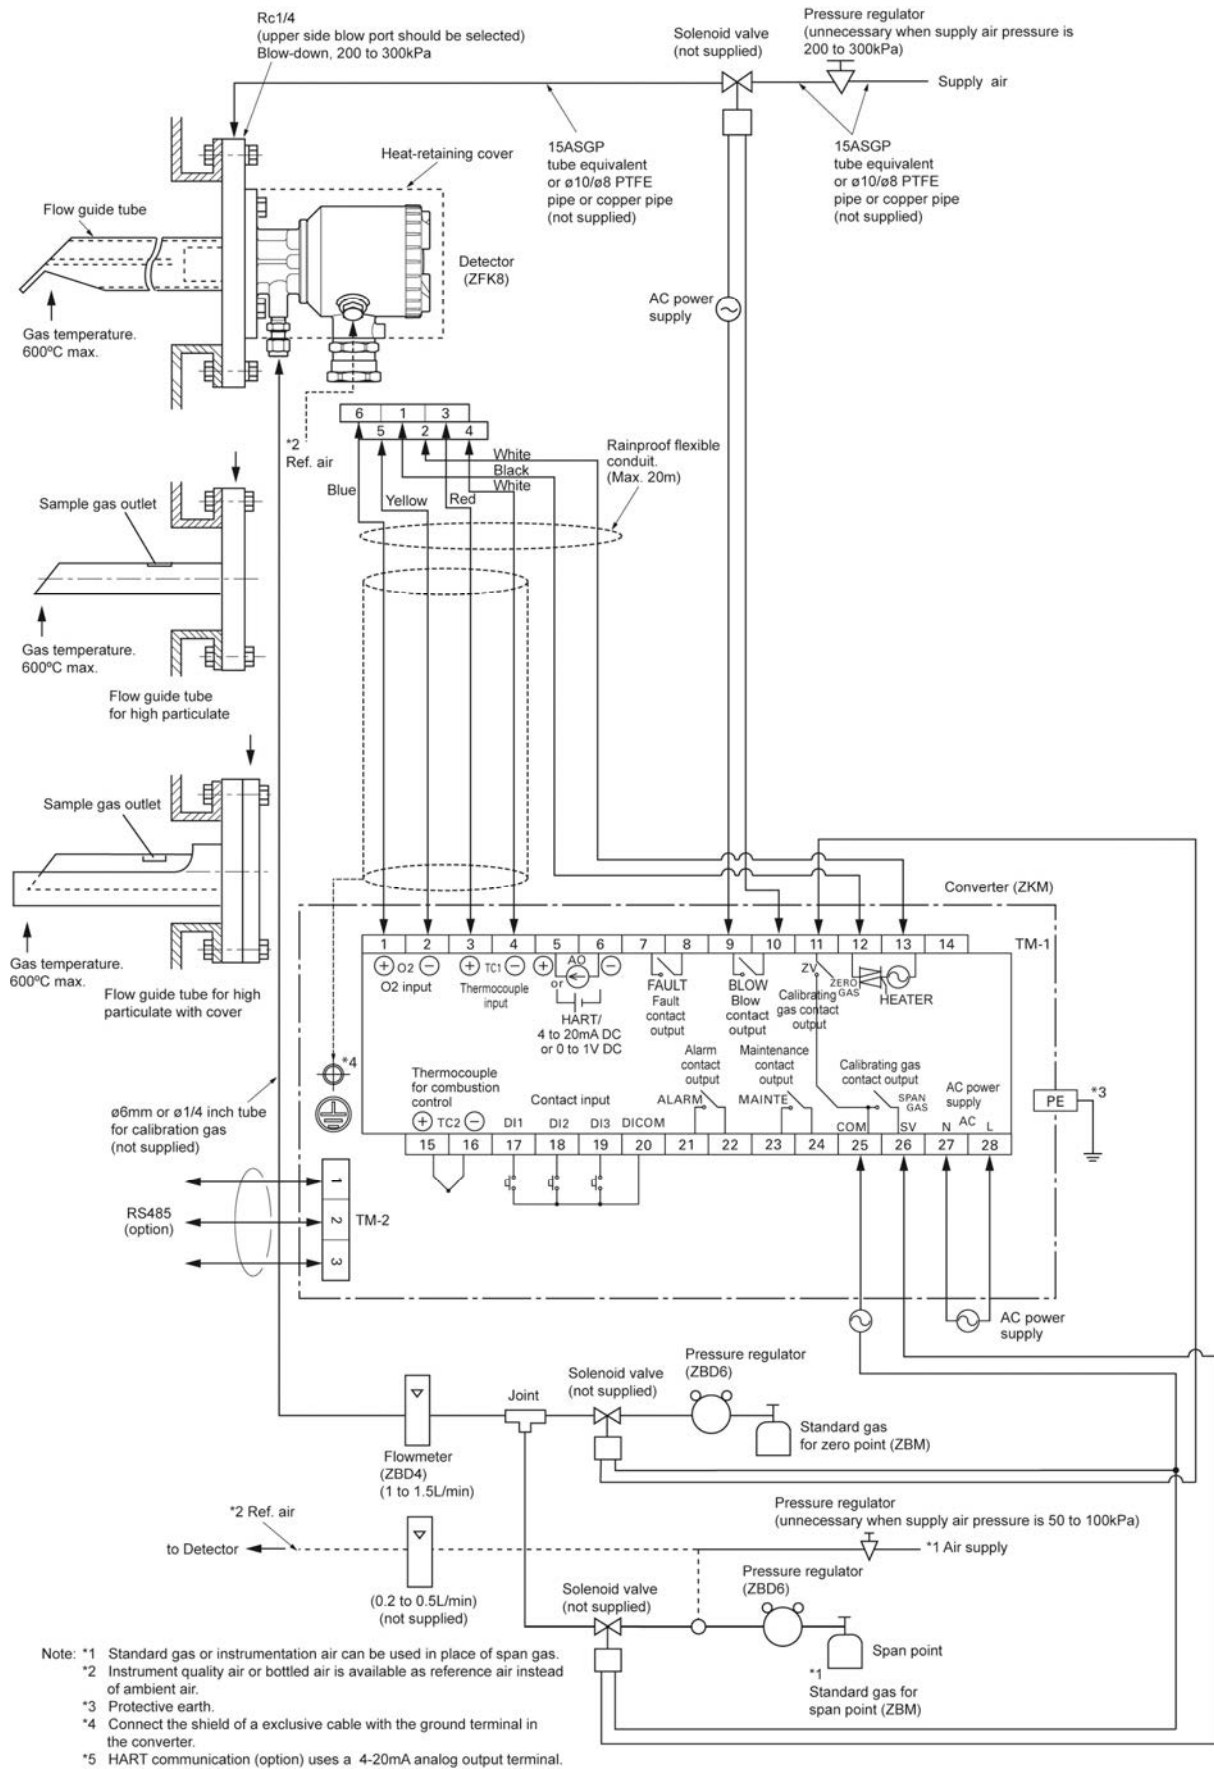 Rc1/4
(upper side blow port should be selected)
Blow-down, 200 to 300kPa
Solenoid valve
(not supplied)
Pressure regulator
(unnecessary when supply air pressure is
200 to 300kPa)
Supply air
15ASGP
tube equivalent
or ø10/ø8 PTFE
pipe or copper pipe
(not supplied)
15ASGP
tube equivalent
or ø10/ø8 PTFE
pipe or copper pipe
(not supplied)
Heat-retaining cover
Flow guide tube
Detector
(ZFK8)
AC power
supply
Gas temperature.
600ºC max.
6 1 3
5 2 4
*2
Ref. air
White
Black
White
Blue
Yellow
Red
Rainproof flexible
conduit.
(Max. 20m)
Sample gas outlet
Gas temperature.
600ºC max.
Flow guide tube
for high particulate
Sample gas outlet
Gas temperature.
600ºC max.
Flow guide tube for high
particulate with cover
Converter (ZKM)
1 2 3 4 5 6 7 8 9 10 11 12 13 14
TM-1
+ O2 −
O2 input
+ TC1 −
Thermocouple
input
+ AO −
or
HART/
4 to 20mA DC
or 0 to 1V DC
FAULT
Fault
contact
output
BLOW
Blow
contact
output
ZV
ZERO
GAS
Calibrating
gas contact
output
HEATER
*4
Thermocouple
for combustion
control
+ TC2 −
Contact input
DI1 DI2 DI3 DICOM
Alarm
contact
output
ALARM
Maintenance
contact
output
MAINTE
Calibrating gas
contact output
SPAN
GAS
COM SV
AC power
supply
N AC L
15 16 17 18 19 20 21 22 23 24 25 26 27 28
PE
*3
ø6mm or ø1/4 inch tube
for calibration gas
(not supplied)
RS485
(option)
1
2
3
TM-2
AC power
supply
Solenoid valve
(not supplied)
Pressure regulator
(ZBD6)
Joint
Standard gas
for zero point (ZBM)
Flowmeter
(ZBD4)
(1 to 1.5L/min)
*2 Ref. air
to Detector
(0.2 to 0.5L/min)
(not supplied)
Pressure regulator
(unnecessary when supply air pressure is 50 to 100kPa)
*1 Air supply
Solenoid valve
(not supplied)
Pressure regulator
(ZBD6)
Span point
*1
Standard gas for
span point (ZBM)
Note: *1 Standard gas or instrumentation air can be used in place of span gas.
*2 Instrument quality air or bottled air is available as reference air instead
of ambient air.
*3 Protective earth.
*4 Connect the shield of a exclusive cable with the ground terminal in
the converter.
*5 HART communication (option) uses a 4-20mA analog output terminal.